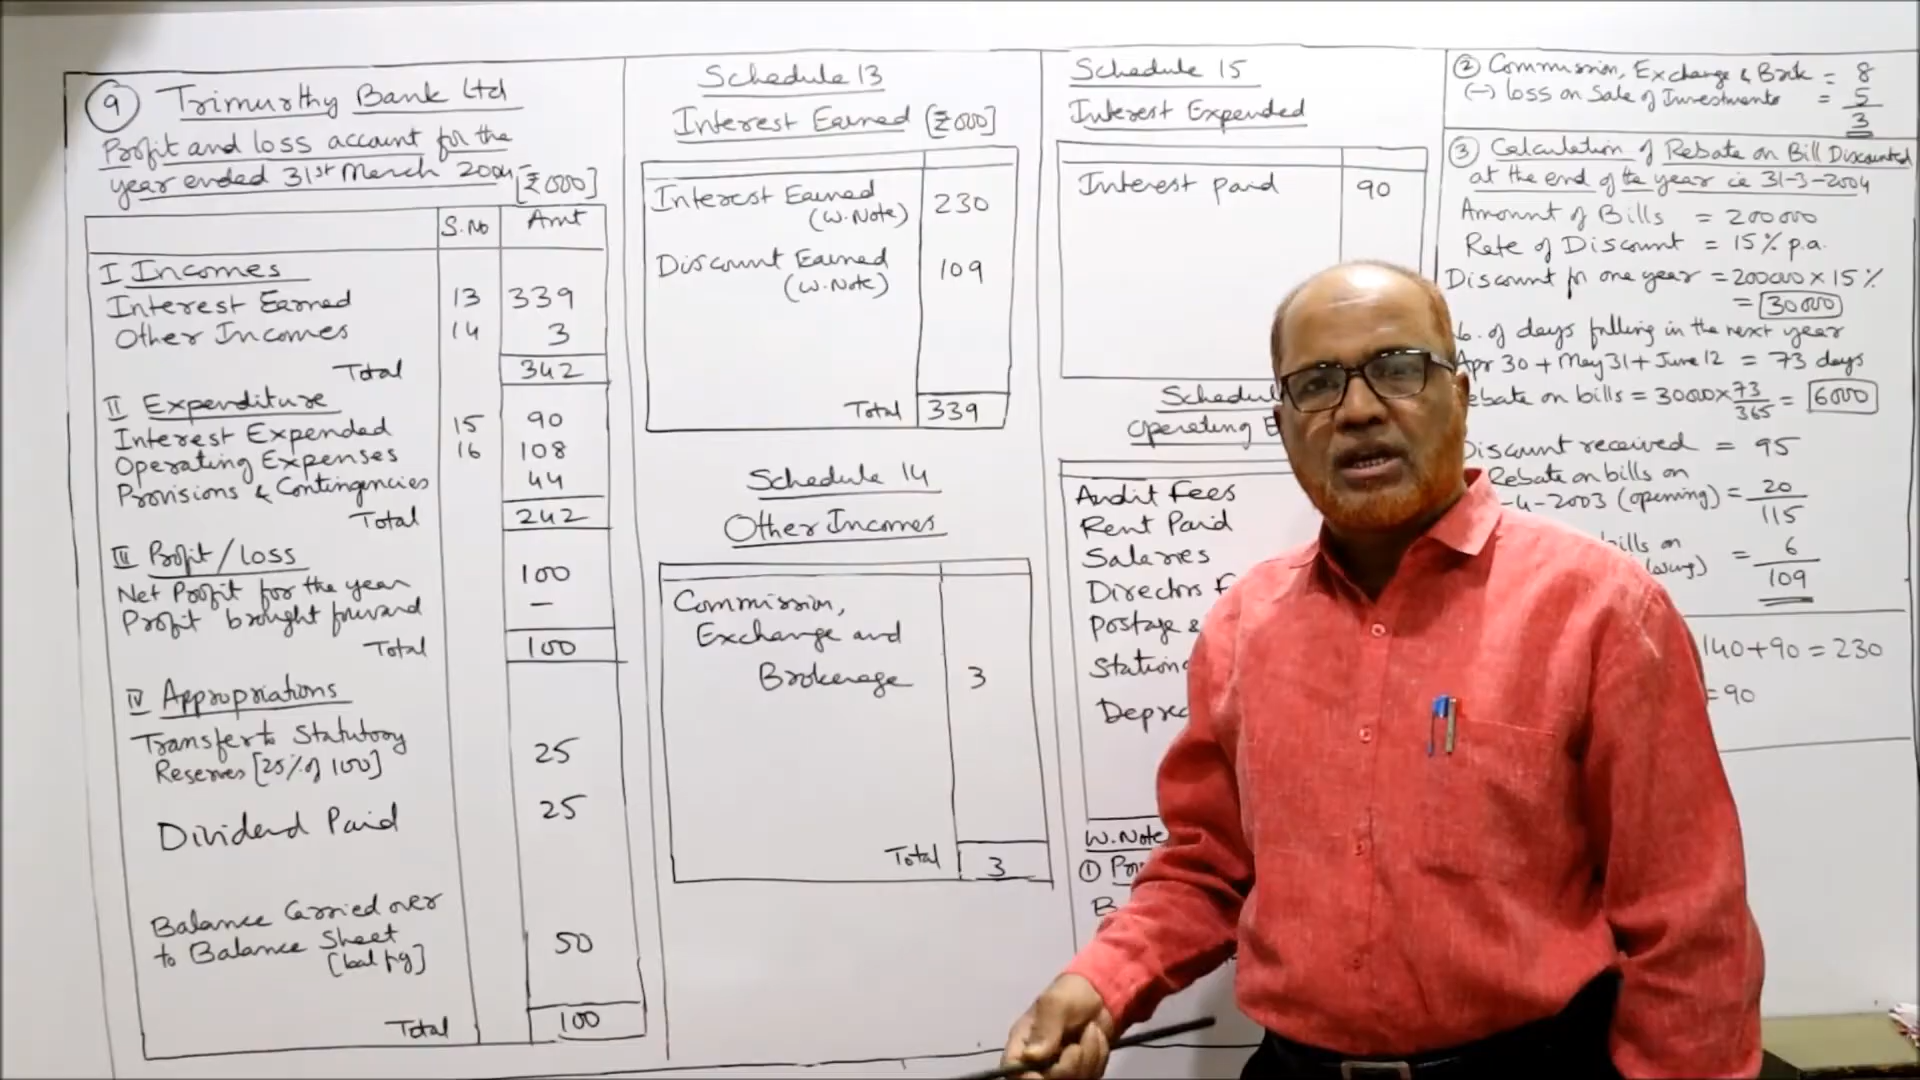 9 Trimurthy Bank Ltd
Profit and loss account for the
year ended 31st March 2004 [₹000]
S.No Amt
I Incomes
Interest Earned 13 339
Other Incomes 14 3
Total 342
II Expenditure
Interest Expended 15 90
Operating Expenses 16 108
Provisions & Contingencies 44
Total 242
III Profit/loss
Net Profit for the year 100
Profit brought forward –
Total 100
IV Appropriations
Transfer to Statutory
Reserves [25% of 100] 25
Dividend Paid 25
Balance Carried over
to Balance Sheet 50
[bal fg]
Total 100
Schedule 13
Interest Earned [₹000]
Interest Earned 230
(W.Note)
Discount Earned 109
(W.Note)
Total 339
Schedule 14
Other Incomes
Commission,
Exchange and
Brokerage 3
Total 3
Schedule 15
Interest Expended
Interest paid 90
Schedul
Operating E
Audit Fees
Rent Paid
Salaries
Directors F
Postage &
Station
Deprec
W.Note
①
B
② Commission, Exchange & Brok = 8
(-) loss on Sale of Investments = 5
3
③ Calculation of Rebate on Bill Discounted
at the end of the year ie 31-3-2004
Amount of Bills = 200000
Rate of Discount = 15% p.a.
Discount for one year = 200000 × 15%
= 30000
. of days falling in the next year
Apr 30 + May 31 + June 12 = 73 days
ebate on bills = 30000 × 73/365 = 6000
Discount received = 95
Rebate on bills on
-4-2003 (opening) = 20
115
bills on
= 6
109
140+90 = 230
= 90